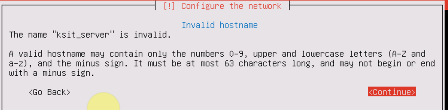 [!] Configure the network
Invalid hostname
The name "ksit_server" is invalid.
A valid hostname may contain only the numbers 0-9, upper and lowercase letters (A-Z and
a-z), and the minus sign. It must be at most 63 characters long, and may not begin or end
with a minus sign.
<Go Back> <Continue>